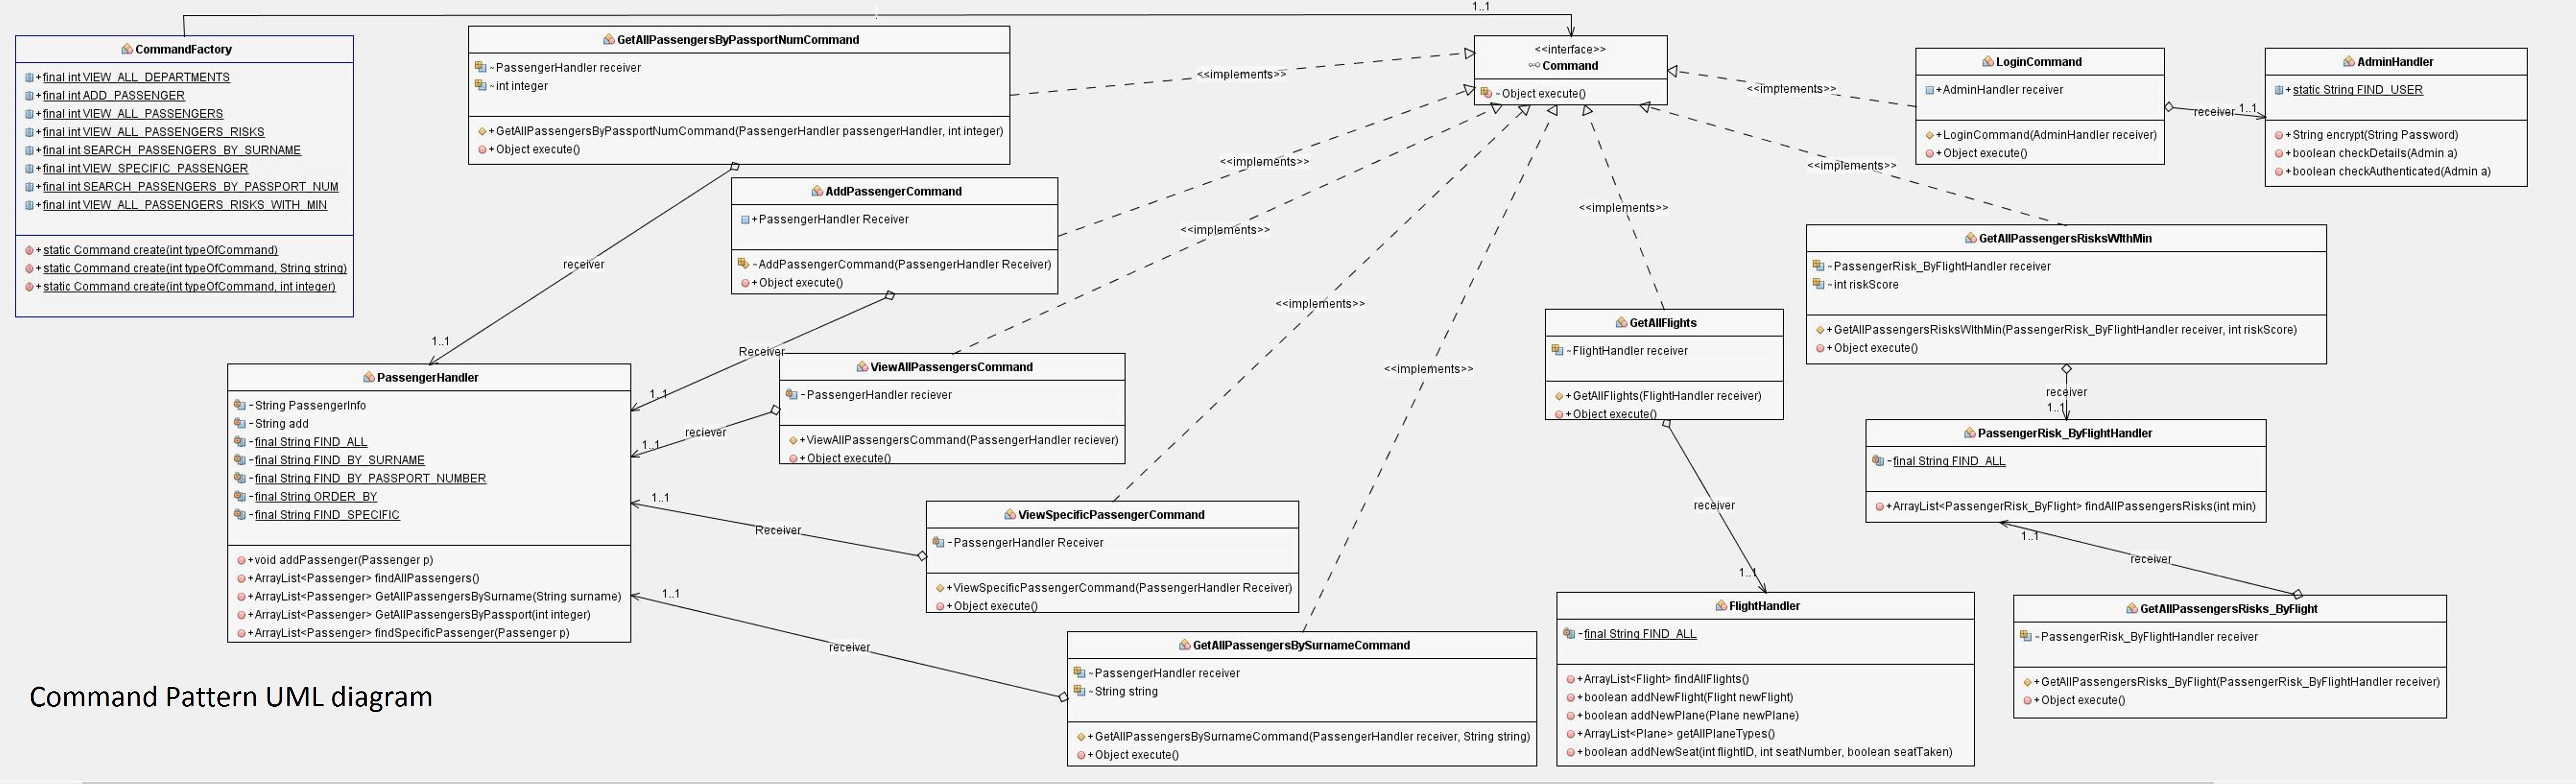 1..1
CommandFactory
+final int VIEW_ALL_DEPARTMENTS
+final int ADD_PASSENGER
+final int VIEW_ALL_PASSENGERS
+final int VIEW_ALL_PASSENGERS_RISKS
+final int SEARCH_PASSENGERS_BY_SURNAME
+final int VIEW_SPECIFIC_PASSENGER
+final int SEARCH_PASSENGERS_BY_PASSPORT_NUM
+final int VIEW_ALL_PASSENGERS_RISKS_WITH_MIN
+static Command create(int typeOfCommand)
+static Command create(int typeOfCommand, String string)
+static Command create(int typeOfCommand, int integer)
GetAllPassengersByPassportNumCommand
~PassengerHandler receiver
~int integer
+GetAllPassengersByPassportNumCommand(PassengerHandler passengerHandler, int integer)
+Object execute()
<<implements>>
<<interface>>
Command
~Object execute()
<<implements>>
LoginCommand
+AdminHandler receiver
+LoginCommand(AdminHandler receiver)
+Object execute()
receiver
1..1
AdminHandler
+static String FIND_USER
+String encrypt(String Password)
+boolean checkDetails(Admin a)
+boolean checkAuthenticated(Admin a)
receiver
1..1
AddPassengerCommand
+PassengerHandler Receiver
~AddPassengerCommand(PassengerHandler Receiver)
+Object execute()
<<implements>>
<<implements>>
<<implements>>
<<implements>>
<<implements>>
<<implements>>
GetAllPassengersRisksWIthMin
~PassengerRisk_ByFlightHandler receiver
~int riskScore
+GetAllPassengersRisksWIthMin(PassengerRisk_ByFlightHandler receiver, int riskScore)
+Object execute()
receiver
1..1
Receiver
1..1
PassengerHandler
-String PassengerInfo
-String add
-final String FIND_ALL
-final String FIND_BY_SURNAME
-final String FIND_BY_PASSPORT_NUMBER
-final String ORDER_BY
-final String FIND_SPECIFIC
+void addPassenger(Passenger p)
+ArrayList<Passenger> findAllPassengers()
+ArrayList<Passenger> GetAllPassengersBySurname(String surname)
+ArrayList<Passenger> GetAllPassengersByPassport(int integer)
+ArrayList<Passenger> findSpecificPassenger(Passenger p)
ViewAllPassengersCommand
-PassengerHandler reciever
+ViewAllPassengersCommand(PassengerHandler reciever)
+Object execute()
reciever
1..1
GetAllFlights
~FlightHandler receiver
+GetAllFlights(FlightHandler receiver)
+Object execute()
receiver
1..1
PassengerRisk_ByFlightHandler
-final String FIND_ALL
+ArrayList<PassengerRisk_ByFlight> findAllPassengersRisks(int min)
1..1
receiver
1..1
Receiver
ViewSpecificPassengerCommand
-PassengerHandler Receiver
+ViewSpecificPassengerCommand(PassengerHandler Receiver)
+Object execute()
1..1
receiver
GetAllPassengersBySurnameCommand
~PassengerHandler receiver
~String string
+GetAllPassengersBySurnameCommand(PassengerHandler receiver, String string)
+Object execute()
FlightHandler
-final String FIND_ALL
+ArrayList<Flight> findAllFlights()
+boolean addNewFlight(Flight newFlight)
+boolean addNewPlane(Plane newPlane)
+ArrayList<Plane> getAllPlaneTypes()
+boolean addNewSeat(int flightID, int seatNumber, boolean seatTaken)
GetAllPassengersRisks_ByFlight
~PassengerRisk_ByFlightHandler receiver
+GetAllPassengersRisks_ByFlight(PassengerRisk_ByFlightHandler receiver)
+Object execute()
Command Pattern UML diagram